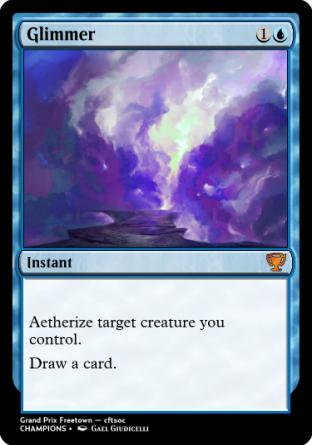 Glimmer 1
Instant
Aetherize target creature you
control.
Draw a card.
Grand Prix Freetown — cftsoc
CHAMPIONS • Gael Giudicelli